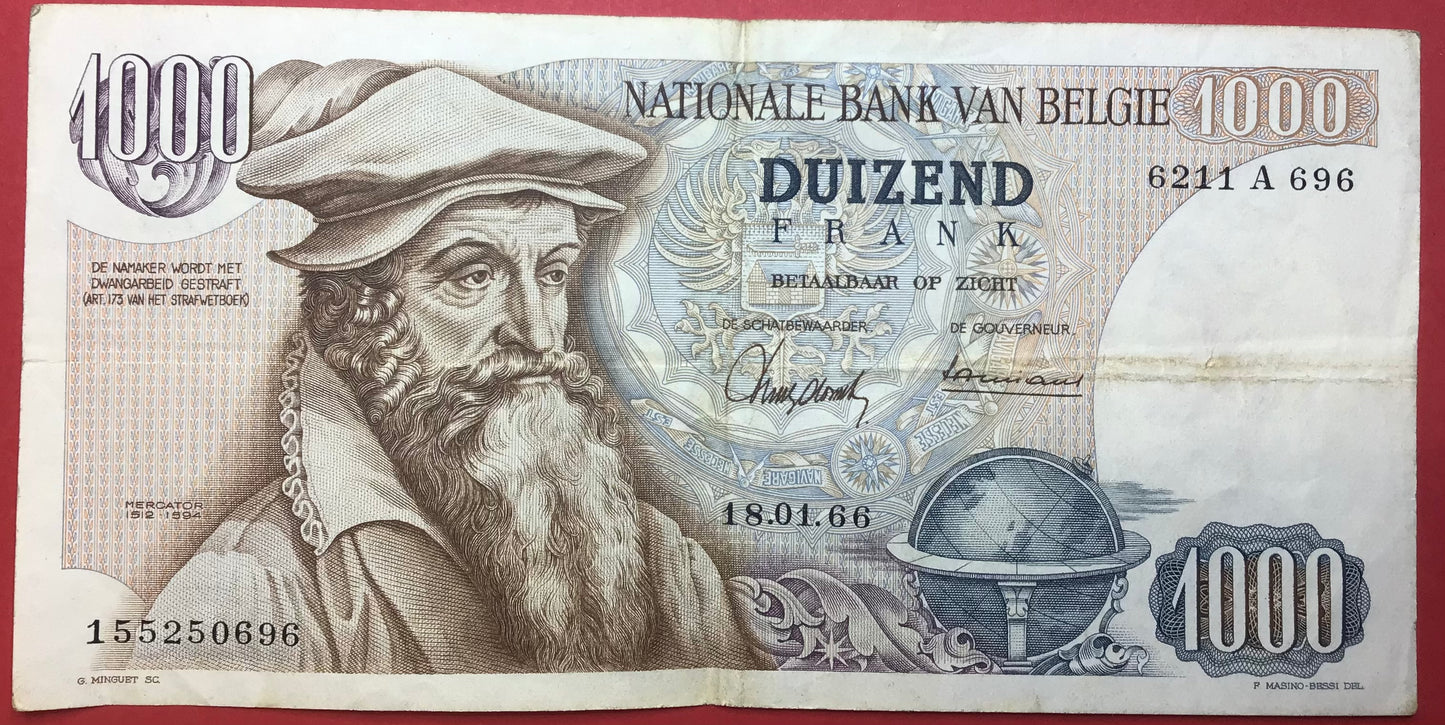 1000
NATIONALE BANK VAN BELGIE
1000
DUIZEND
6211 A 696
FRANK
DE NAMAKER WORDT MET
DWANGARBEID GESTRAFT
(ART. 173 VAN HET STRAFWETBOEK)
BETAALBAAR OP ZICHT
DE SCHATBEWAARDER.
DE GOUVERNEUR.
NAVIGARE
MERCATOR
1512 - 1594
18.01.66
1000
155250696
G. MINGUET SC.
F. MASINO-BESSI DEL.